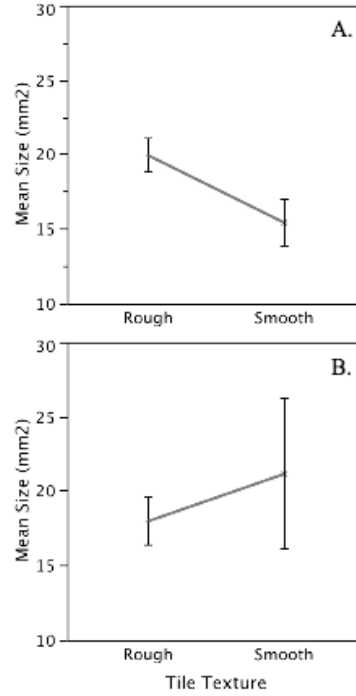 A.
30
25
20
15
10
Mean Size (mm2)
Rough Smooth
B.
30
25
20
15
10
Mean Size (mm2)
Rough Smooth
Tile Texture